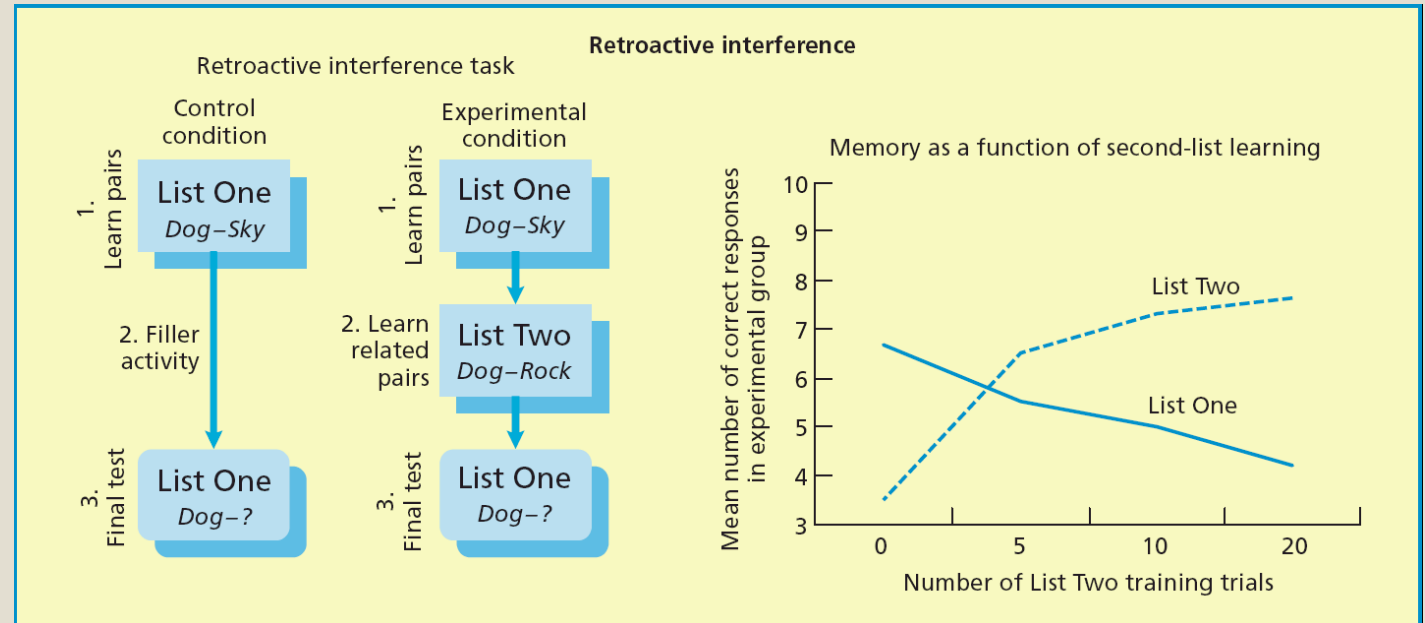 Retroactive interference
Retroactive interference task
Control
condition
1.
Learn pairs
List One
Dog–Sky
2. Filler
activity
3.
Final test
List One
Dog–?
Experimental
condition
1.
Learn pairs
List One
Dog–Sky
2. Learn
related
pairs
List Two
Dog–Rock
3.
Final test
List One
Dog–?
Memory as a function of second-list learning
Mean number of correct responses
in experimental group
10
9
8
7
6
5
4
3
List Two
List One
0 5 10 20
Number of List Two training trials